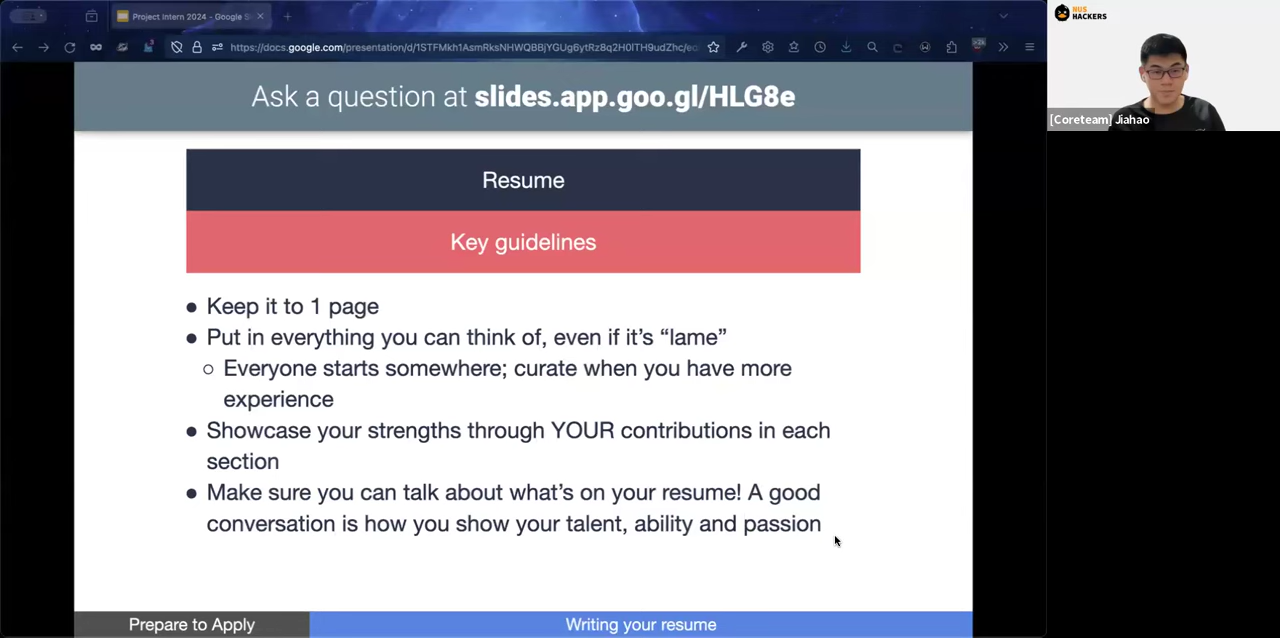 Project Intern 2024 - Google S
https://docs.google.com/presentation/d/1STFMkh1AsmRksNHWQBBjYGUg6ytRz8q2H0lTH9udZhc/ec
NUS
HACKERS
Ask a question at slides.app.goo.gl/HLG8e
[Coreteam] Jiahao
Resume
Key guidelines
● Keep it to 1 page
● Put in everything you can think of, even if it’s “lame”
○ Everyone starts somewhere; curate when you have more
experience
● Showcase your strengths through YOUR contributions in each
section
● Make sure you can talk about what’s on your resume! A good
conversation is how you show your talent, ability and passion
Prepare to Apply
Writing your resume